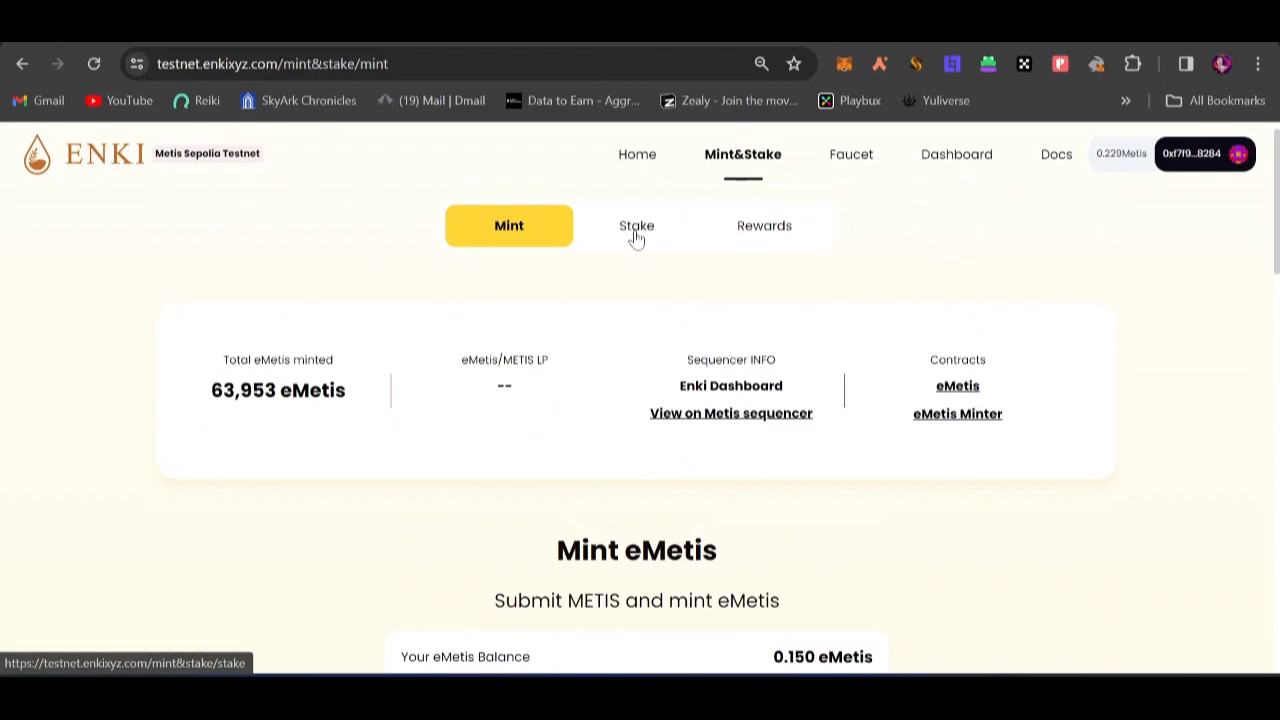 testnet.enkixyz.com/mint&stake/mint
Gmail YouTube Reiki SkyArk Chronicles (19) Mail | Dmail Data to Earn - Aggr... Zealy - Join the mov... Playbux Yuliverse » All Bookmarks
ENKI Metis Sepolia Testnet Home Mint&Stake Faucet Dashboard Docs 0.229Metis 0xf7f9...8284
Mint Stake Rewards
Total eMetis minted eMetis/METIS LP Sequencer INFO Contracts
63,953 eMetis -- Enki Dashboard eMetis
View on Metis sequencer eMetis Minter
Mint eMetis
Submit METIS and mint eMetis
Your eMetis Balance 0.150 eMetis
https://testnet.enkixyz.com/mint&stake/stake